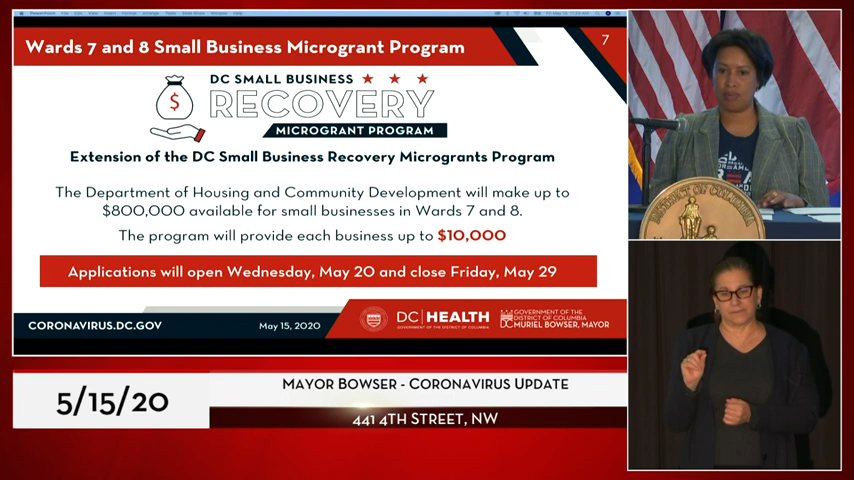 Wards 7 and 8 Small Business Microgrant Program
7
$
DC SMALL BUSINESS
RECOVERY
MICROGRANT PROGRAM
Extension of the DC Small Business Recovery Microgrants Program
The Department of Housing and Community Development will make up to
$800,000 available for small businesses in Wards 7 and 8.
The program will provide each business up to $10,000
Applications will open Wednesday, May 20 and close Friday, May 29
CORONAVIRUS.DC.GOV
May 15, 2020
DC HEALTH
GOVERNMENT OF THE DISTRICT OF COLUMBIA
GOVERNMENT OF THE
DISTRICT OF COLUMBIA
DC MURIEL BOWSER, MAYOR
DISTRICT OF COLUMBIA
5/15/20
MAYOR BOWSER - CORONAVIRUS UPDATE
441 4TH STREET, NW